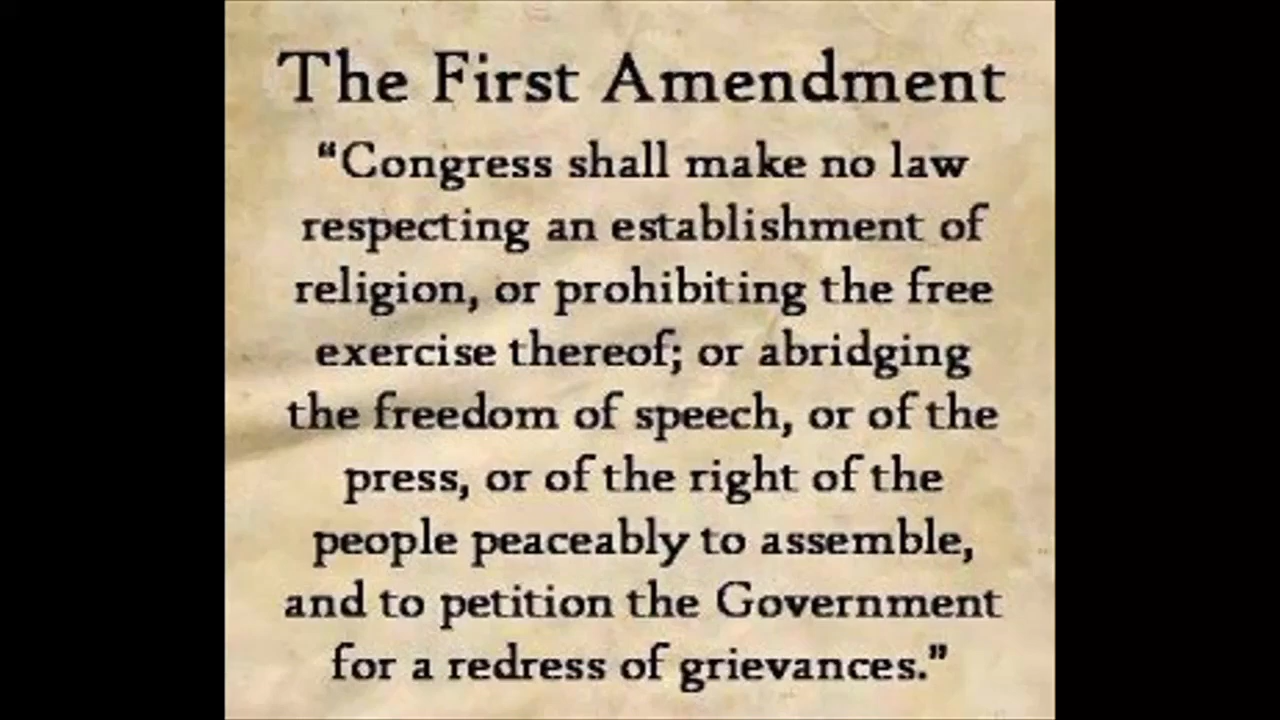 The First Amendment
“Congress shall make no law
respecting an establishment of
religion, or prohibiting the free
exercise thereof; or abridging
the freedom of speech, or of the
press, or of the right of the
people peaceably to assemble,
and to petition the Government
for a redress of grievances.”